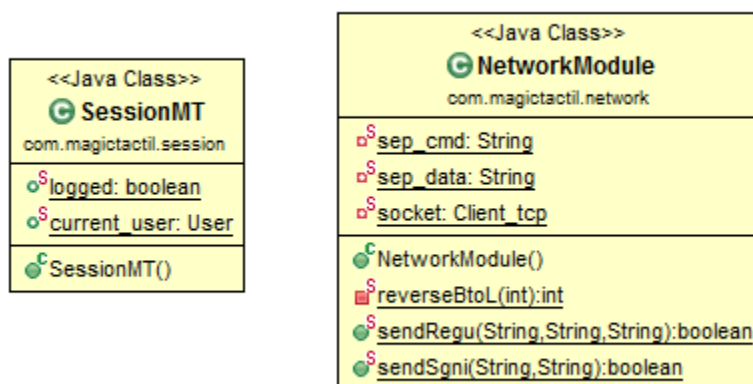 <<Java Class>>
SessionMT
com.magictactil.session
logged: boolean
current_user: User
SessionMT()
<<Java Class>>
NetworkModule
com.magictactil.network
sep_cmd: String
sep_data: String
socket: Client_tcp
NetworkModule()
reverseBtoL(int):int
sendRegu(String,String,String):boolean
sendSgni(String,String):boolean